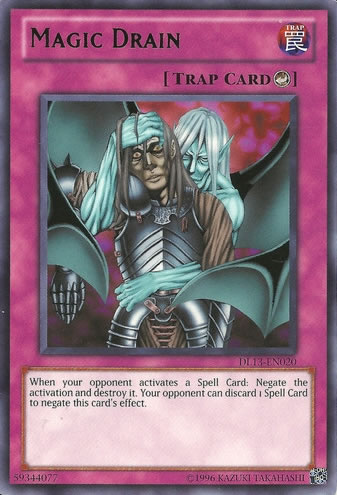 Magic Drain
TRAP
罠
[ Trap Card ]
DL13-EN020
When your opponent activates a Spell Card: Negate the
activation and destroy it. Your opponent can discard 1 Spell Card
to negate this card's effect.
59344077
©1996 KAZUKI TAKAHASHI